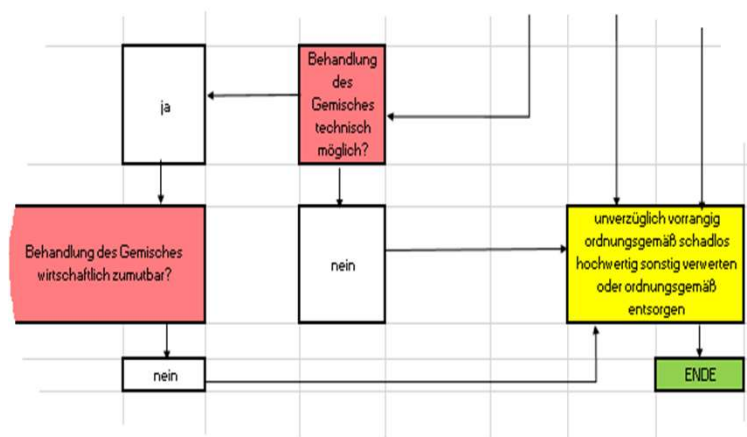 ja
Behandlung
des
Gemisches
technisch
möglich?
Behandlung des Gemisches
wirtschaftlich zumutbar?
nein
unverzüglich vorrangig
ordnungsgemäß schadlos
hochwertig sonstig verwerten
oder ordnungsgemäß
entsorgen
nein
ENDE